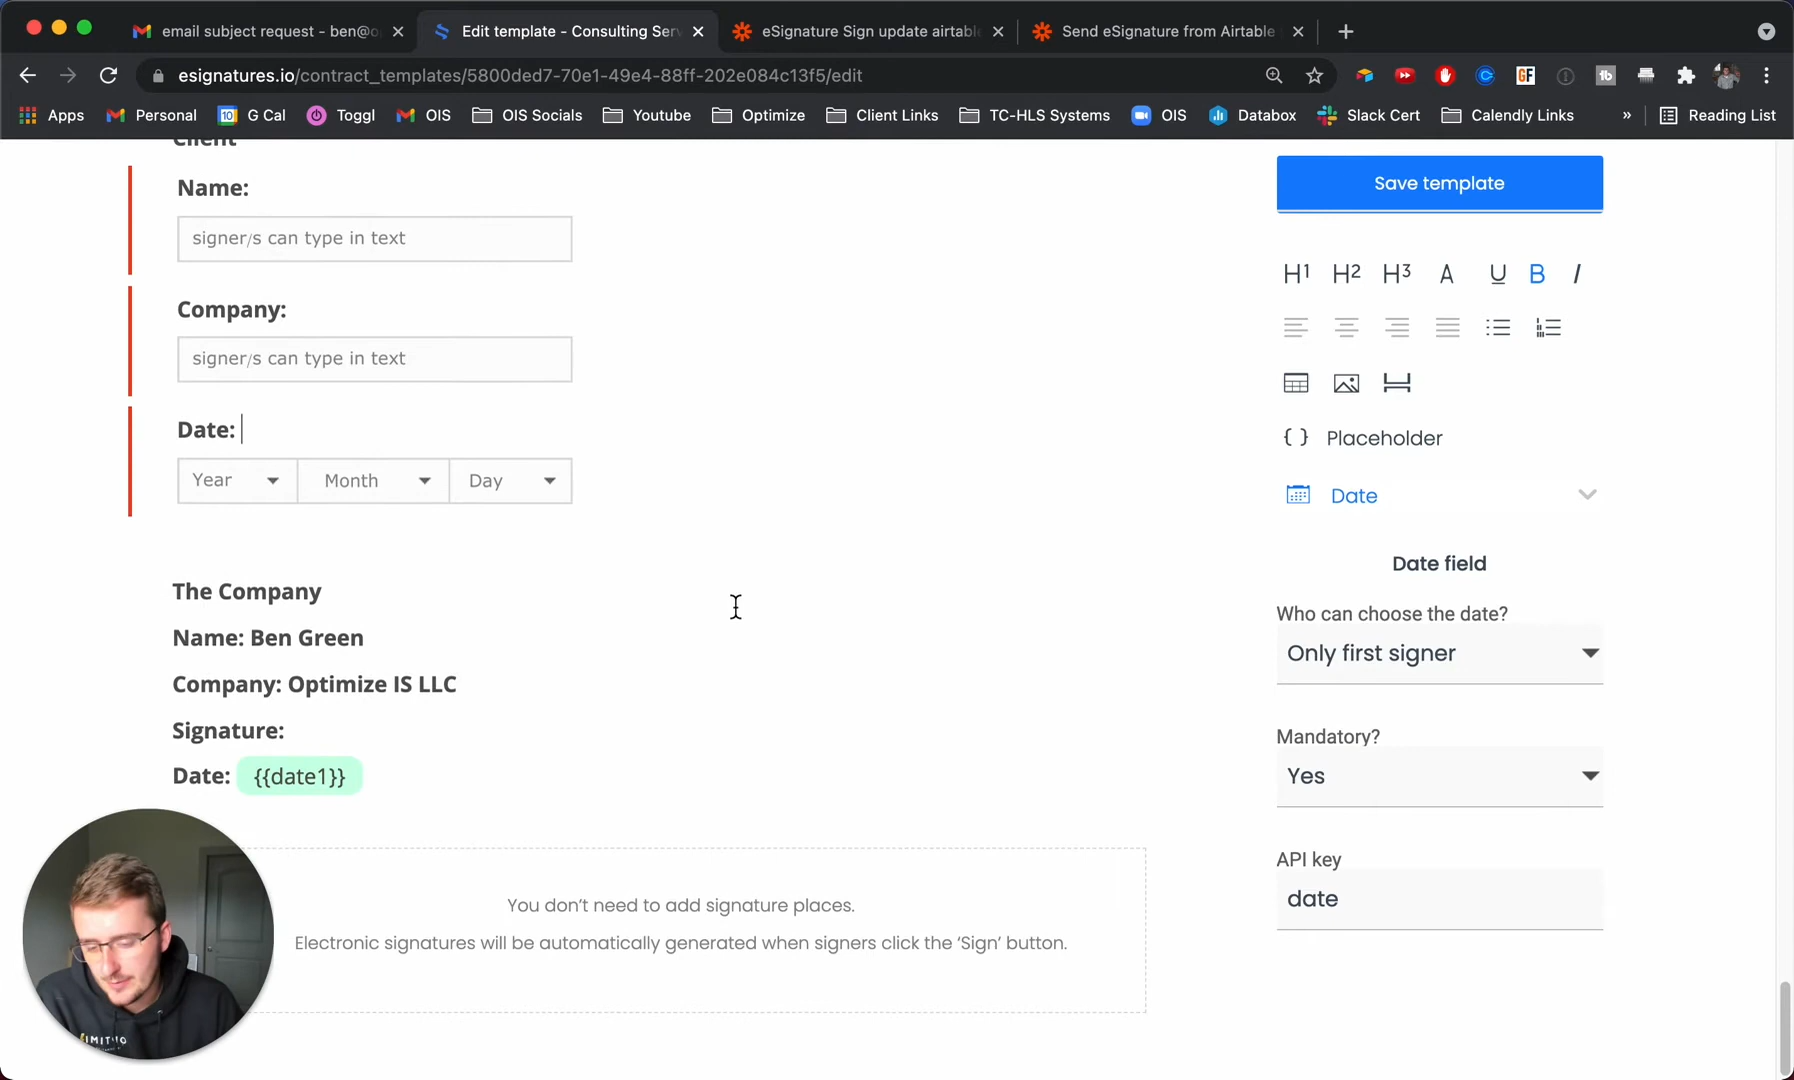 email subject request - ben@o
Edit template - Consulting Serv
eSignature Sign update airtabl
Send eSignature from Airtable
esignatures.io/contract_templates/5800ded7-70e1-49e4-88ff-202e084c13f5/edit
GF
tb
Apps
Personal
10
G Cal
Toggl
OIS
OIS Socials
Youtube
Optimize
Client Links
TC-HLS Systems
OIS
Databox
Slack Cert
Calendly Links
»
Reading List
Client
Name:
signer/s can type in text
Company:
signer/s can type in text
Date:
Year
Month
Day
The Company
Name: Ben Green
Company: Optimize IS LLC
Signature:
Date: {{date1}}
You don't need to add signature places.
Electronic signatures will be automatically generated when signers click the 'Sign' button.
Save template
H1 H2 H3 A U B I
{ } Placeholder
Date
Date field
Who can choose the date?
Only first signer
Mandatory?
Yes
API key
date